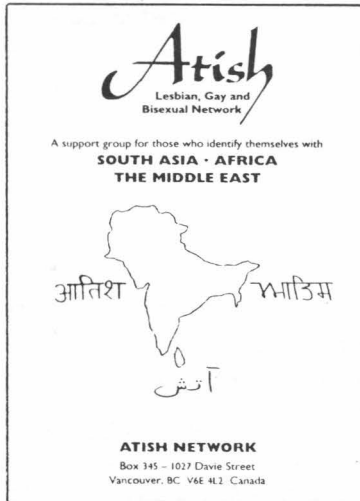 Atish
Lesbian, Gay and
Bisexual Network
A support group for those who identify themselves with
SOUTH ASIA · AFRICA
THE MIDDLE EAST
आतिश
ਆਤਿਸ਼
آتش
ATISH NETWORK
Box 345 – 1027 Davie Street
Vancouver, BC V6E 4L2 Canada